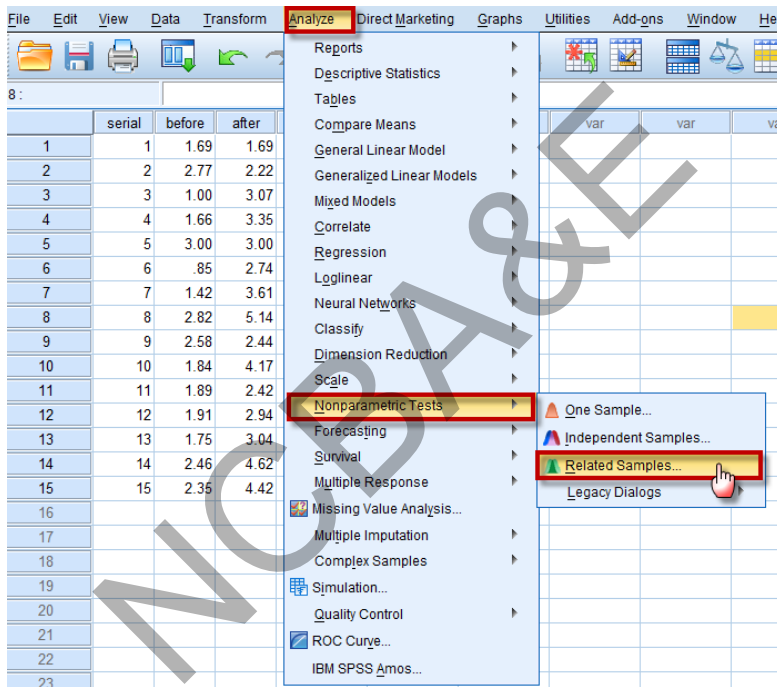 File Edit View Data Transform Analyze Direct Marketing Graphs Utilities Add-ons Window He
8 :
serial before after var var va
1 1 1.69 1.69
2 2 2.77 2.22
3 3 1.00 3.07
4 4 1.66 3.35
5 5 3.00 3.00
6 6 .85 2.74
7 7 1.42 3.61
8 8 2.82 5.14
9 9 2.58 2.44
10 10 1.84 4.17
11 11 1.89 2.42
12 12 1.91 2.94
13 13 1.75 3.04
14 14 2.46 4.62
15 15 2.35 4.42
16
17
18
19
20
21
22
23
Reports
Descriptive Statistics
Tables
Compare Means
General Linear Model
Generalized Linear Models
Mixed Models
Correlate
Regression
Loglinear
Neural Networks
Classify
Dimension Reduction
Scale
Nonparametric Tests
Forecasting
Survival
Multiple Response
Missing Value Analysis...
Multiple Imputation
Complex Samples
Simulation...
Quality Control
ROC Curve...
IBM SPSS Amos...
One Sample...
Independent Samples...
Related Samples...
Legacy Dialogs
NCBA&E